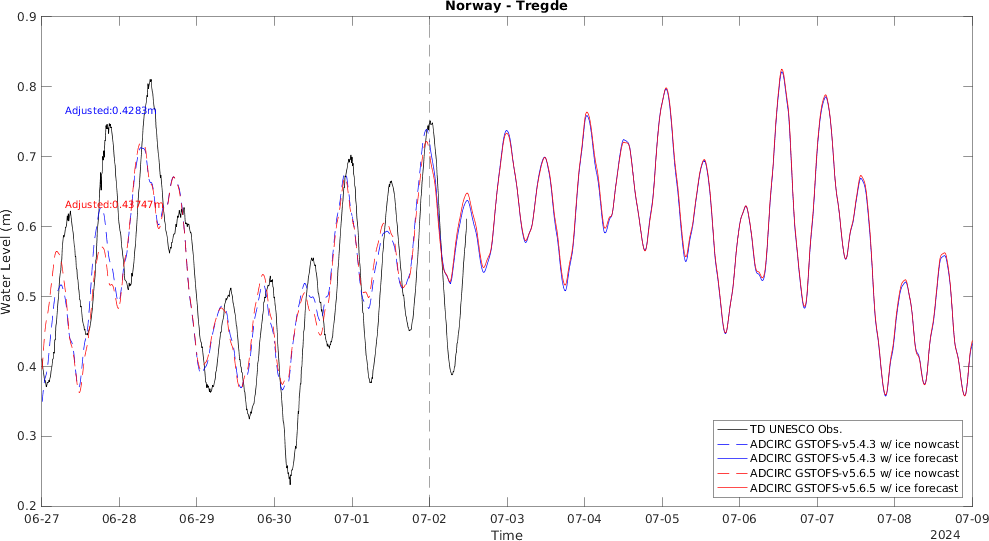 Norway - Tregde
0.9
0.8
0.7
0.6
0.5
0.4
0.3
0.2
Water Level (m)
Adjusted:0.4283m
Adjusted:0.43747m
TD UNESCO Obs.
ADCIRC GSTOFS-v5.4.3 w/ ice nowcast
ADCIRC GSTOFS-v5.4.3 w/ ice forecast
ADCIRC GSTOFS-v5.6.5 w/ ice nowcast
ADCIRC GSTOFS-v5.6.5 w/ ice forecast
06-27 06-28 06-29 06-30 07-01 07-02 07-03 07-04 07-05 07-06 07-07 07-08 07-09
Time
2024